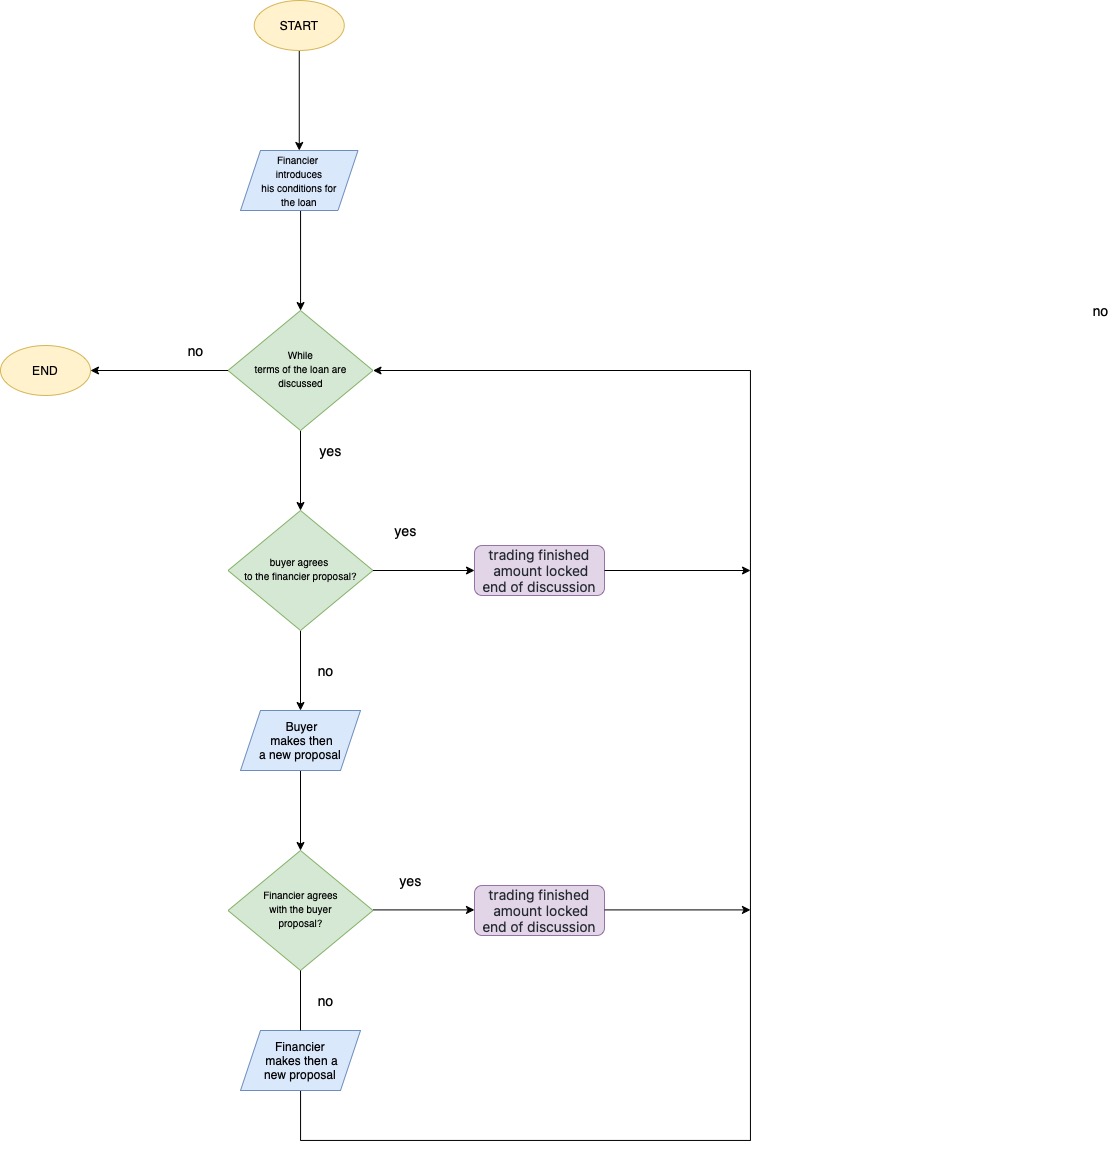 START
Financier
introduces
his conditions for
the loan
no
no
END
While
terms of the loan are
discussed
yes
yes
buyer agrees
to the financier proposal?
trading finished
amount locked
end of discussion
no
Buyer
makes then
a new proposal
yes
Financier agrees
with the buyer
proposal?
trading finished
amount locked
end of discussion
no
Financier
makes then a
new proposal